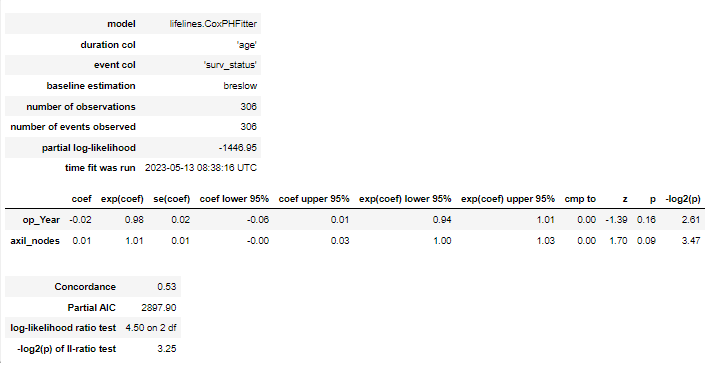 model lifelines.CoxPHFitter
duration col 'age'
event col 'surv_status'
baseline estimation breslow
number of observations 306
number of events observed 306
partial log-likelihood -1446.95
time fit was run 2023-05-13 08:38:16 UTC
coef exp(coef) se(coef) coef lower 95% coef upper 95% exp(coef) lower 95% exp(coef) upper 95% cmp to z p -log2(p)
op_Year -0.02 0.98 0.02 -0.06 0.01 0.94 1.01 0.00 -1.39 0.16 2.61
axil_nodes 0.01 1.01 0.01 -0.00 0.03 1.00 1.03 0.00 1.70 0.09 3.47
Concordance 0.53
Partial AIC 2897.90
log-likelihood ratio test 4.50 on 2 df
-log2(p) of ll-ratio test 3.25